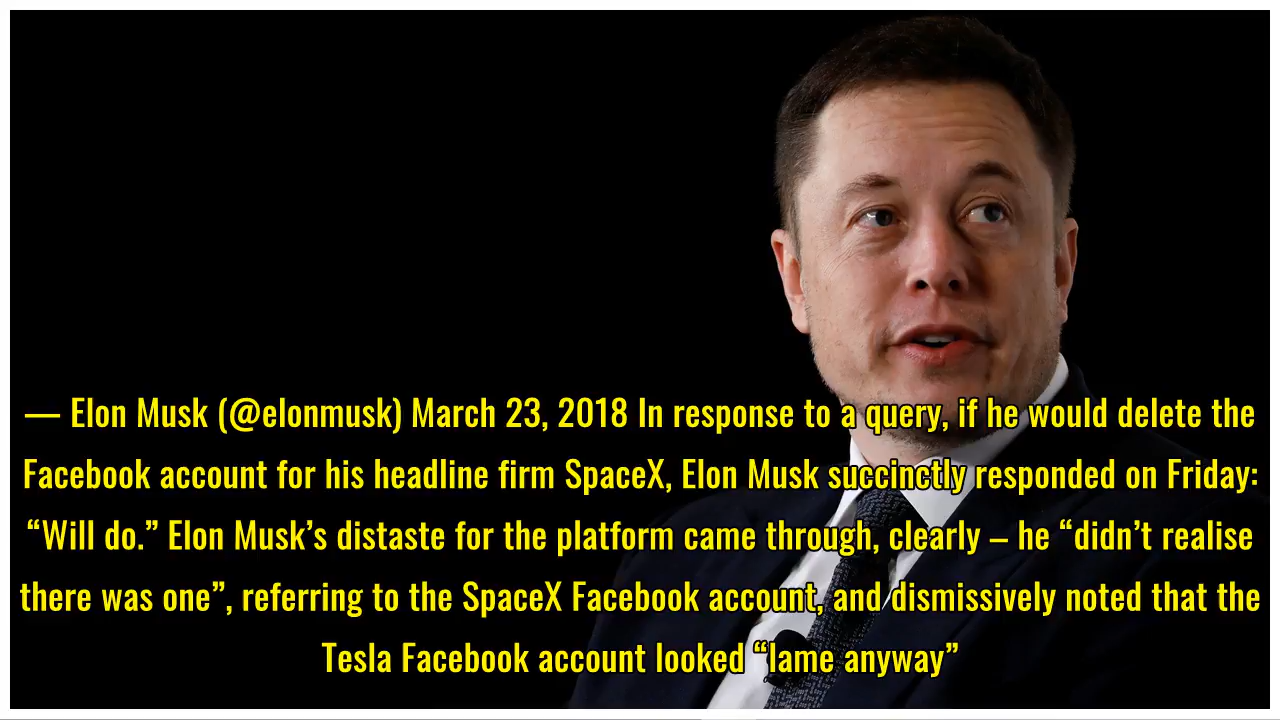 — Elon Musk (@elonmusk) March 23, 2018 In response to a query, if he would delete the
Facebook account for his headline firm SpaceX, Elon Musk succinctly responded on Friday:
“Will do.” Elon Musk’s distaste for the platform came through, clearly – he “didn’t realise
there was one”, referring to the SpaceX Facebook account, and dismissively noted that the
Tesla Facebook account looked “lame anyway”